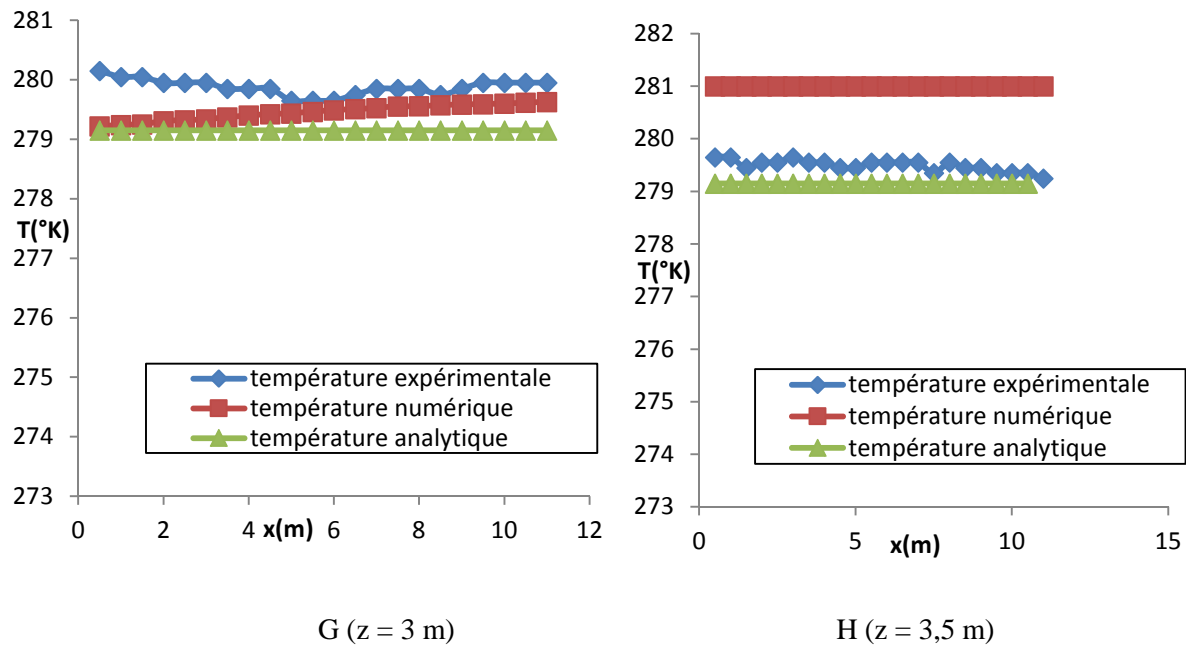 281
280
279
278
277
276
275
274
273
T(°K)
0
2
4
6
8
10
12
x(m)
température expérimentale
température numérique
température analytique
G (z = 3 m)
282
281
280
279
278
277
276
275
274
273
T(°K)
0
5
10
15
x(m)
température expérimentale
température numérique
température analytique
H (z = 3,5 m)